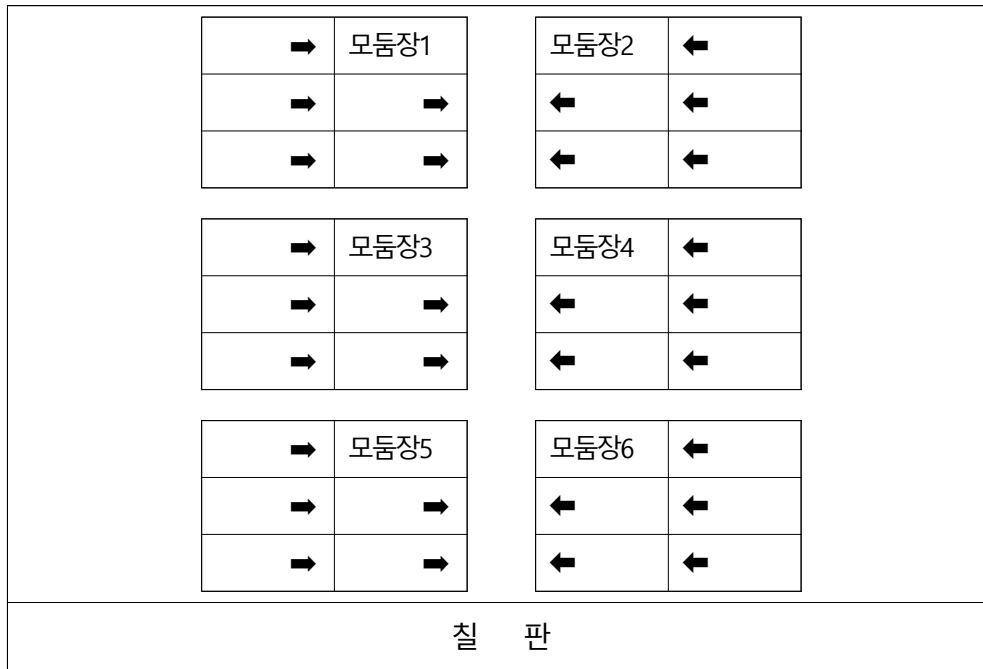 ➡ 모둠장1 모둠장2 ⬅
➡ ➡ ⬅ ⬅
➡ ➡ ⬅ ⬅
➡ 모둠장3 모둠장4 ⬅
➡ ➡ ⬅ ⬅
➡ ➡ ⬅ ⬅
➡ 모둠장5 모둠장6 ⬅
➡ ➡ ⬅ ⬅
➡ ➡ ⬅ ⬅
칠 판